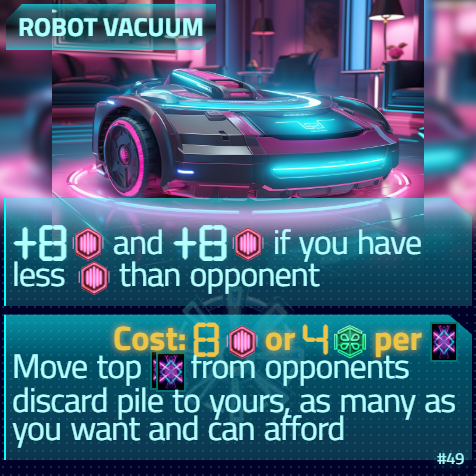 ROBOT VACUUM
+8 and +8 if you have
less than opponent
Cost: 8 or 4 per
Move top from opponents
discard pile to yours, as many as
you want and can afford
#49